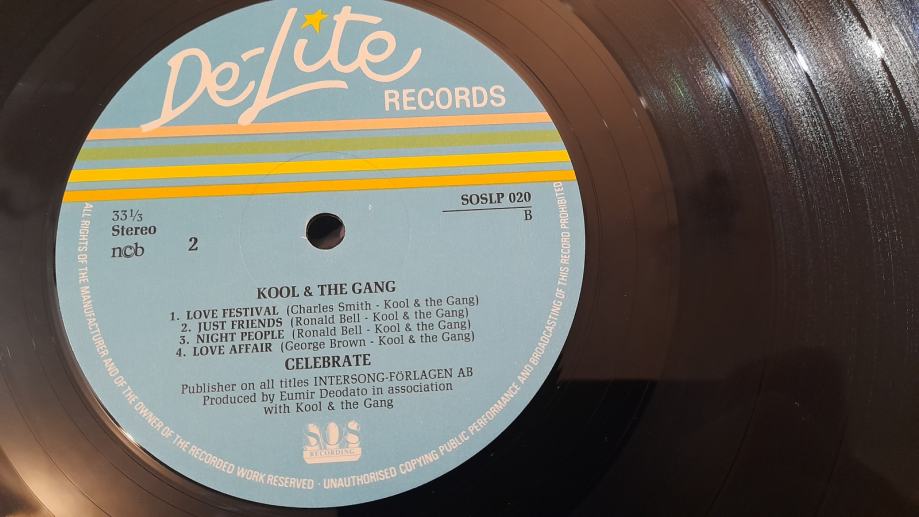 De-Lite
RECORDS
33⅓
Stereo
ncb
2
SOSLP 020
B
KOOL & THE GANG
1. LOVE FESTIVAL (Charles Smith - Kool & the Gang)
2. JUST FRIENDS (Ronald Bell - Kool & the Gang)
3. NIGHT PEOPLE (Ronald Bell - Kool & the Gang)
4. LOVE AFFAIR (George Brown - Kool & the Gang)
CELEBRATE
Publisher on all titles INTERSONG-FÖRLAGEN AB
Produced by Eumir Deodato in association
with Kool & the Gang
SOS
RECORDING
ALL RIGHTS OF THE MANUFACTURER AND OF THE OWNER OF THE RECORDED WORK RESERVED · UNAUTHORISED COPYING PUBLIC PERFORMANCE AND BROADCASTING OF THIS RECORD PROHIBITED